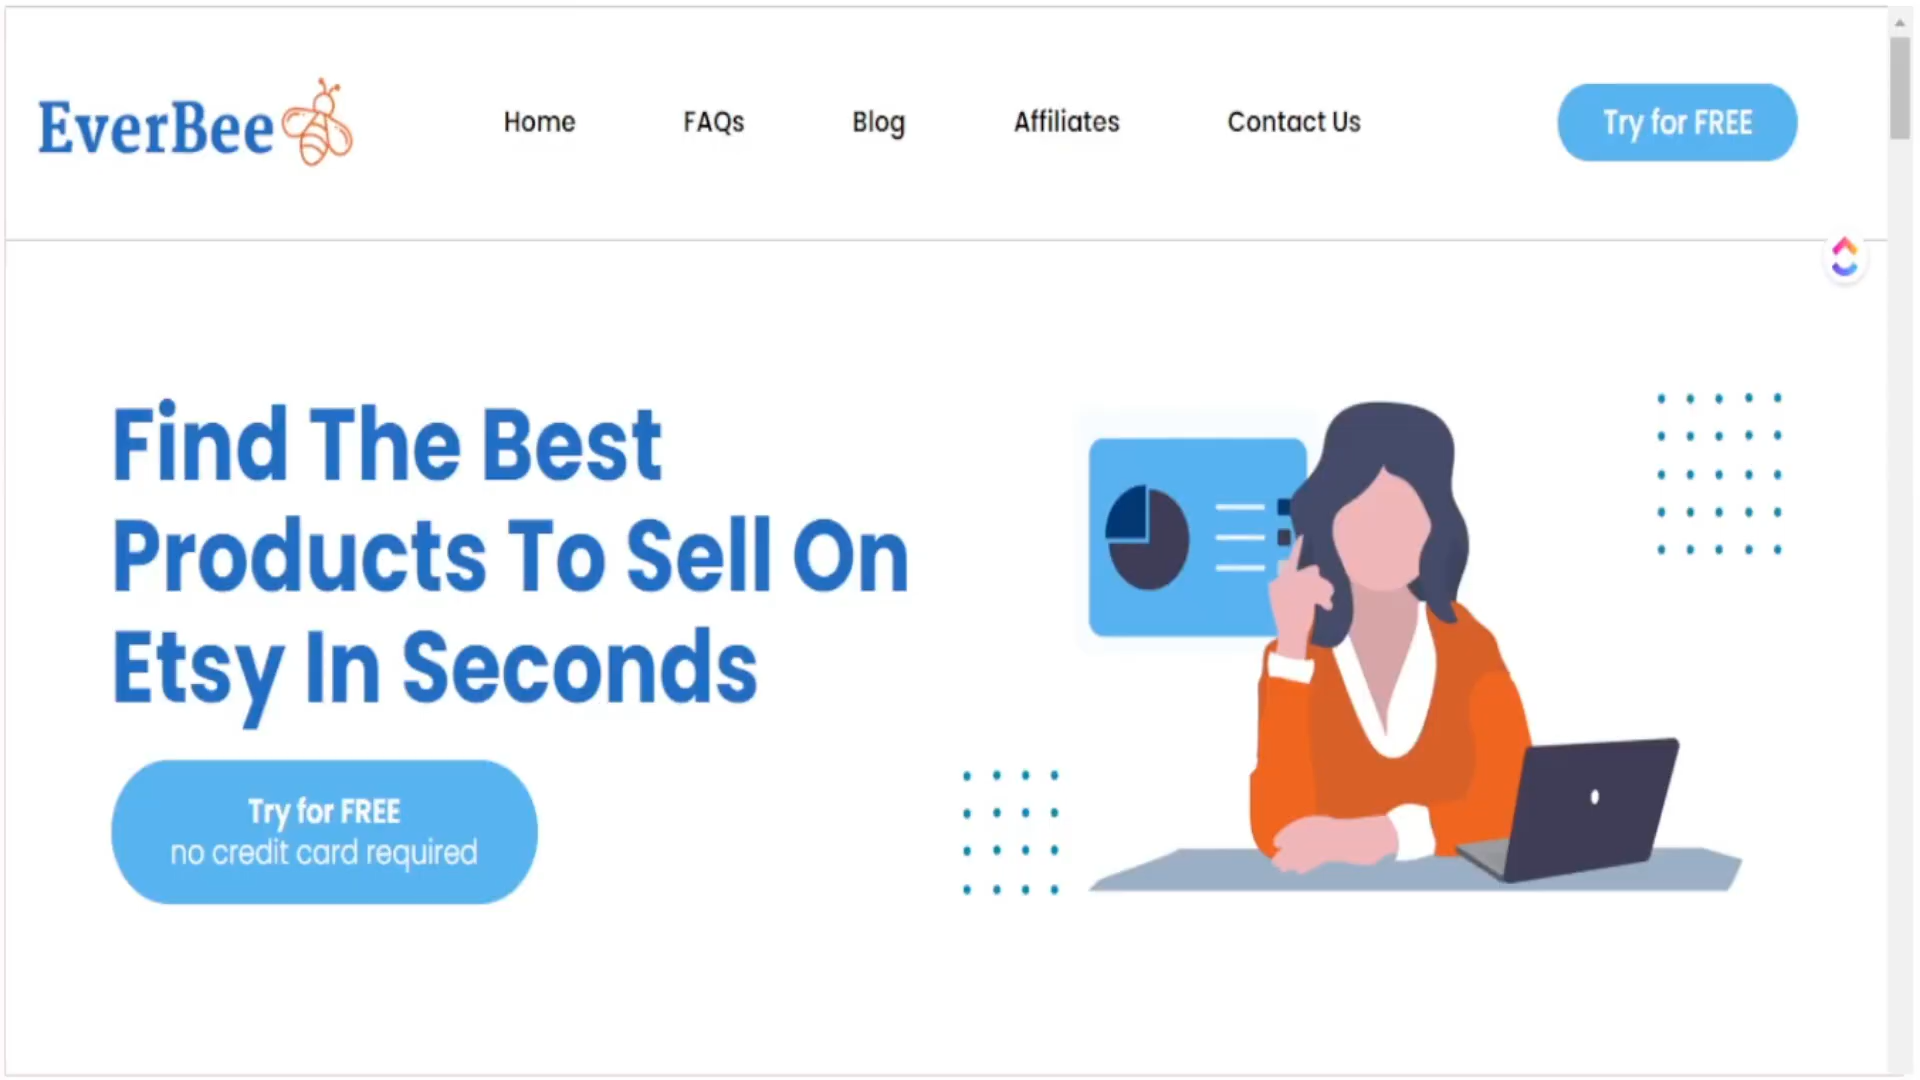 EverBee
Home
FAQs
Blog
Affiliates
Contact Us
Try for FREE
Find The Best
Products To Sell On
Etsy In Seconds
Try for FREE
no credit card required